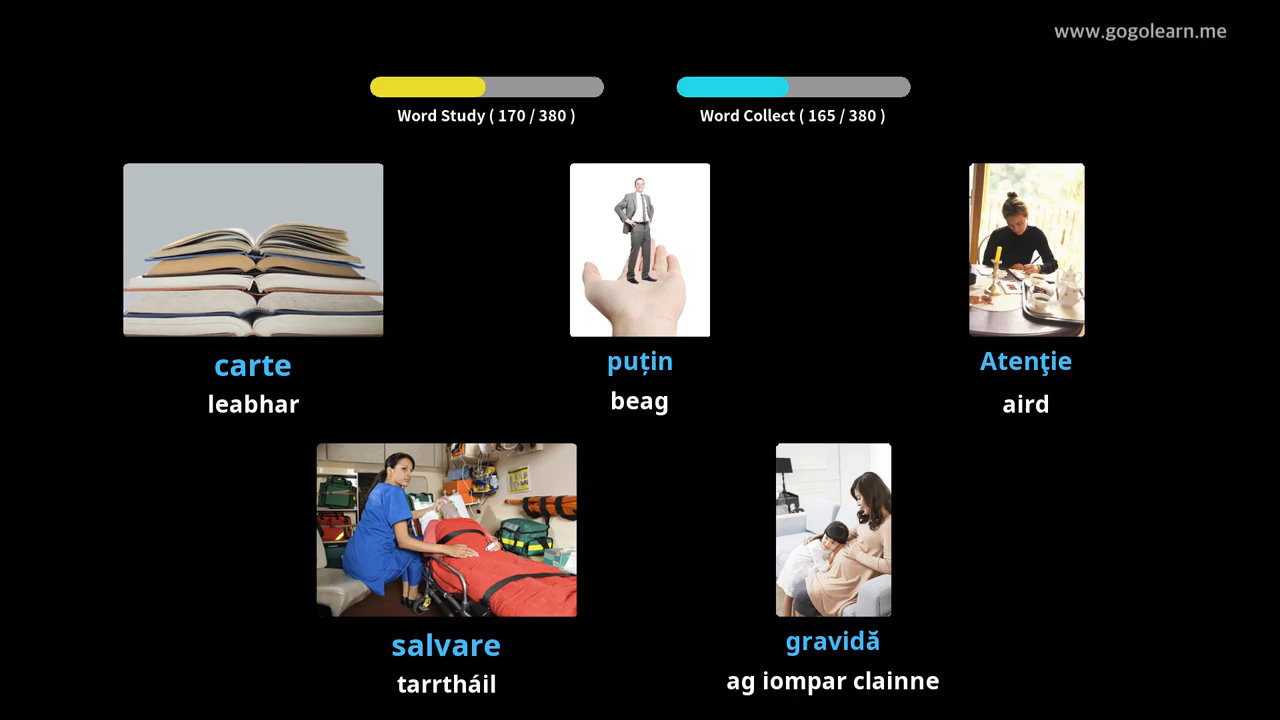 www.gogolearn.me
Word Study ( 170 / 380 )
Word Collect ( 165 / 380 )
carte
leabhar
puțin
beag
Atenţie
aird
salvare
tarrtháil
gravidă
ag iompar clainne